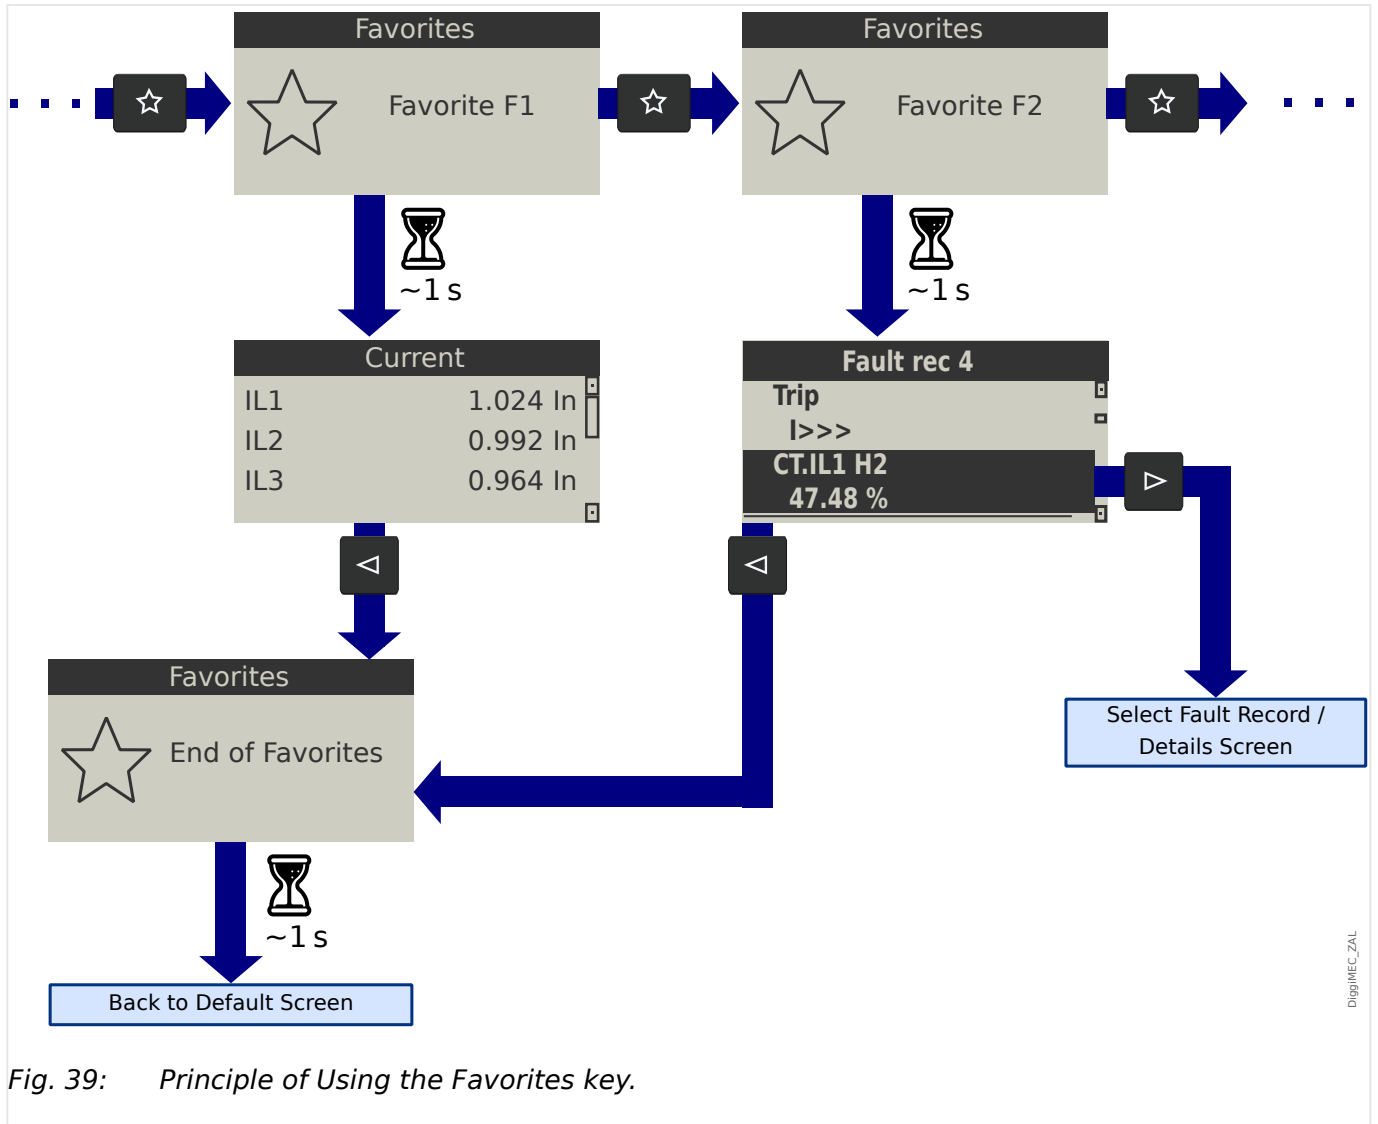 Favorites
Favorite F1
Favorites
Favorite F2
~1 s
~1 s
Current
IL1 1.024 In
IL2 0.992 In
IL3 0.964 In
Fault rec 4
Trip
I>>>
CT.IL1 H2
47.48 %
Favorites
End of Favorites
Select Fault Record /
Details Screen
~1 s
Back to Default Screen
DiggiMEC_ZAL
Fig. 39: Principle of Using the Favorites key.